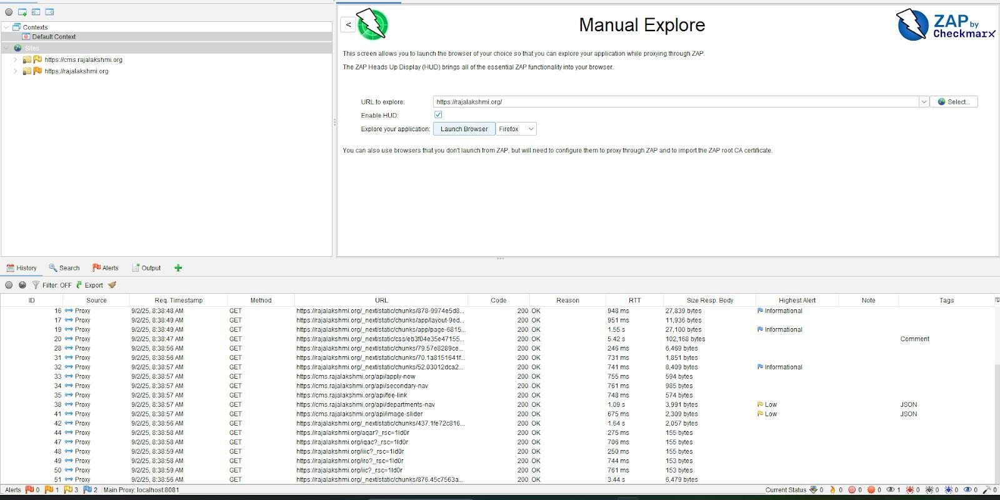 Contexts
Default Context
Sites
https://cms.rajalakshmi.org
https://rajalakshmi.org
<
Manual Explore
ZAP by
Checkmarx
This screen allows you to launch the browser of your choice so that you can explore your application while proxying through ZAP.
The ZAP Heads Up Display (HUD) brings all of the essential ZAP functionality into your browser.
URL to explore: https://rajalakshmi.org/ Select...
Enable HUD:
Explore your application: Launch Browser Firefox
You can also use browsers that you don't launch from ZAP, but will need to configure them to proxy through ZAP and to import the ZAP root CA certificate.
History Search Alerts Output
Filter: OFF Export
ID Source Req. Timestamp Method URL Code Reason RTT Size Resp. Body Highest Alert Note Tags
16 Proxy 9/2/25, 8:38:48 AM GET https://rajalakshmi.org/_next/static/chunks/878-9974e5d8... 200 OK 948 ms 27,839 bytes Informational
17 Proxy 9/2/25, 8:38:49 AM GET https://rajalakshmi.org/_next/static/chunks/app/layout-9ed... 200 OK 951 ms 11,936 bytes
19 Proxy 9/2/25, 8:38:49 AM GET https://rajalakshmi.org/_next/static/chunks/app/page-6815... 200 OK 1.55 s 27,100 bytes Informational
20 Proxy 9/2/25, 8:38:47 AM GET https://rajalakshmi.org/_next/static/css/eb3f04e35e47155... 200 OK 5.42 s 102,168 bytes Comment
28 Proxy 9/2/25, 8:38:56 AM GET https://rajalakshmi.org/_next/static/chunks/79.57e8289ce... 200 OK 246 ms 6,469 bytes
31 Proxy 9/2/25, 8:38:56 AM GET https://rajalakshmi.org/_next/static/chunks/70.1a8151641f... 200 OK 731 ms 1,851 bytes
32 Proxy 9/2/25, 8:38:57 AM GET https://rajalakshmi.org/_next/static/chunks/52.03012dca2... 200 OK 741 ms 8,409 bytes Informational
33 Proxy 9/2/25, 8:38:57 AM GET https://cms.rajalakshmi.org/api/apply-now 200 OK 755 ms 594 bytes
34 Proxy 9/2/25, 8:38:57 AM GET https://cms.rajalakshmi.org/api/secondary-nav 200 OK 761 ms 985 bytes
35 Proxy 9/2/25, 8:38:57 AM GET https://cms.rajalakshmi.org/api/fee-link 200 OK 748 ms 574 bytes
38 Proxy 9/2/25, 8:38:57 AM GET https://cms.rajalakshmi.org/api/departments-nav 200 OK 1.09 s 3,991 bytes Low JSON
41 Proxy 9/2/25, 8:38:57 AM GET https://cms.rajalakshmi.org/api/image-slider 200 OK 675 ms 2,309 bytes Low JSON
42 Proxy 9/2/25, 8:38:56 AM GET https://rajalakshmi.org/_next/static/chunks/437.1fe72c816... 200 OK 1.64 s 2,057 bytes
44 Proxy 9/2/25, 8:38:58 AM GET https://rajalakshmi.org/aqar?_rsc=1ld0r 200 OK 275 ms 155 bytes
47 Proxy 9/2/25, 8:38:58 AM GET https://rajalakshmi.org/iqac?_rsc=1ld0r 200 OK 706 ms 155 bytes
48 Proxy 9/2/25, 8:38:59 AM GET https://rajalakshmi.org/iiic?_rsc=1ld0r 200 OK 250 ms 155 bytes
49 Proxy 9/2/25, 8:38:58 AM GET https://rajalakshmi.org/iro?_rsc=1ld0r 200 OK 744 ms 153 bytes
50 Proxy 9/2/25, 8:38:59 AM GET https://rajalakshmi.org/iic?_rsc=1ld0r 200 OK 761 ms 153 bytes
51 Proxy 9/2/25, 8:38:56 AM GET https://rajalakshmi.org/_next/static/chunks/876.45c7563a... 200 OK 3.44 s 6,479 bytes
Alerts 0 1 3 2 Main Proxy: localhost:8081 Current Status 0 0 0 0 1 0 0 0 0 0